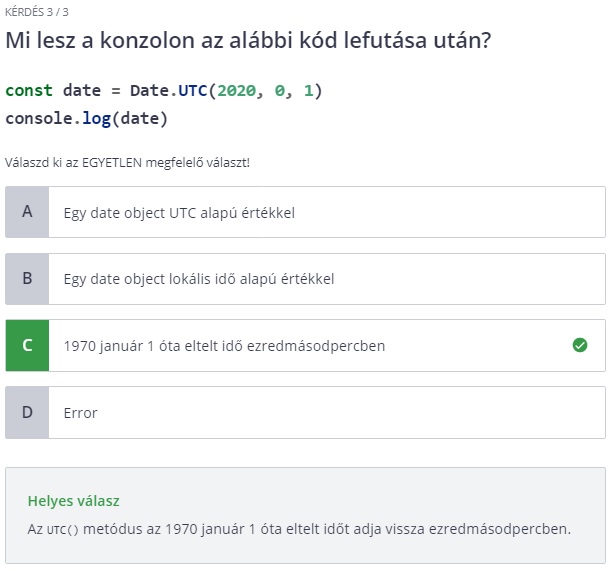 KÉRDÉS 3 / 3
Mi lesz a konzolon az alábbi kód lefutása után?
const date = Date.UTC(2020, 0, 1)
console.log(date)
Válaszd ki az EGYETLEN megfelelő választ!
A Egy date object UTC alapú értékkel
B Egy date object lokális idő alapú értékkel
C 1970 január 1 óta eltelt idő ezredmásodpercben
D Error
Helyes válasz
Az UTC() metódus az 1970 január 1 óta eltelt időt adja vissza ezredmásodpercben.